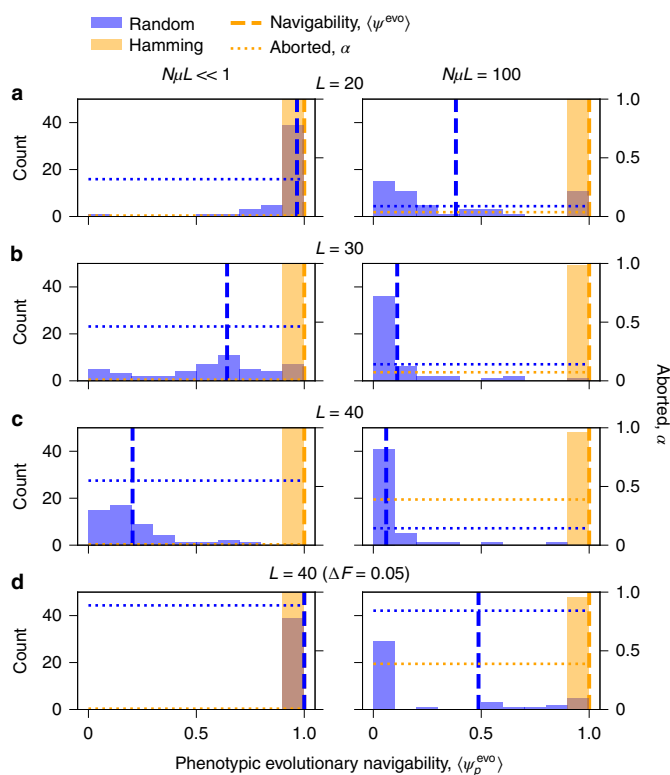 Random
Hamming
Navigability, ⟨ψ^evo⟩
Aborted, α
NμL << 1
NμL = 100
a
L = 20
Count
40
20
0
1.0
0.5
0
b
L = 30
Count
40
20
0
1.0
0.5
0
c
L = 40
Count
40
20
0
1.0
0.5
0
Aborted, α
d
L = 40 (ΔF = 0.05)
Count
40
20
0
1.0
0.5
0
0 0.5 1.0 0 0.5 1.0
Phenotypic evolutionary navigability, ⟨ψ_p^evo⟩